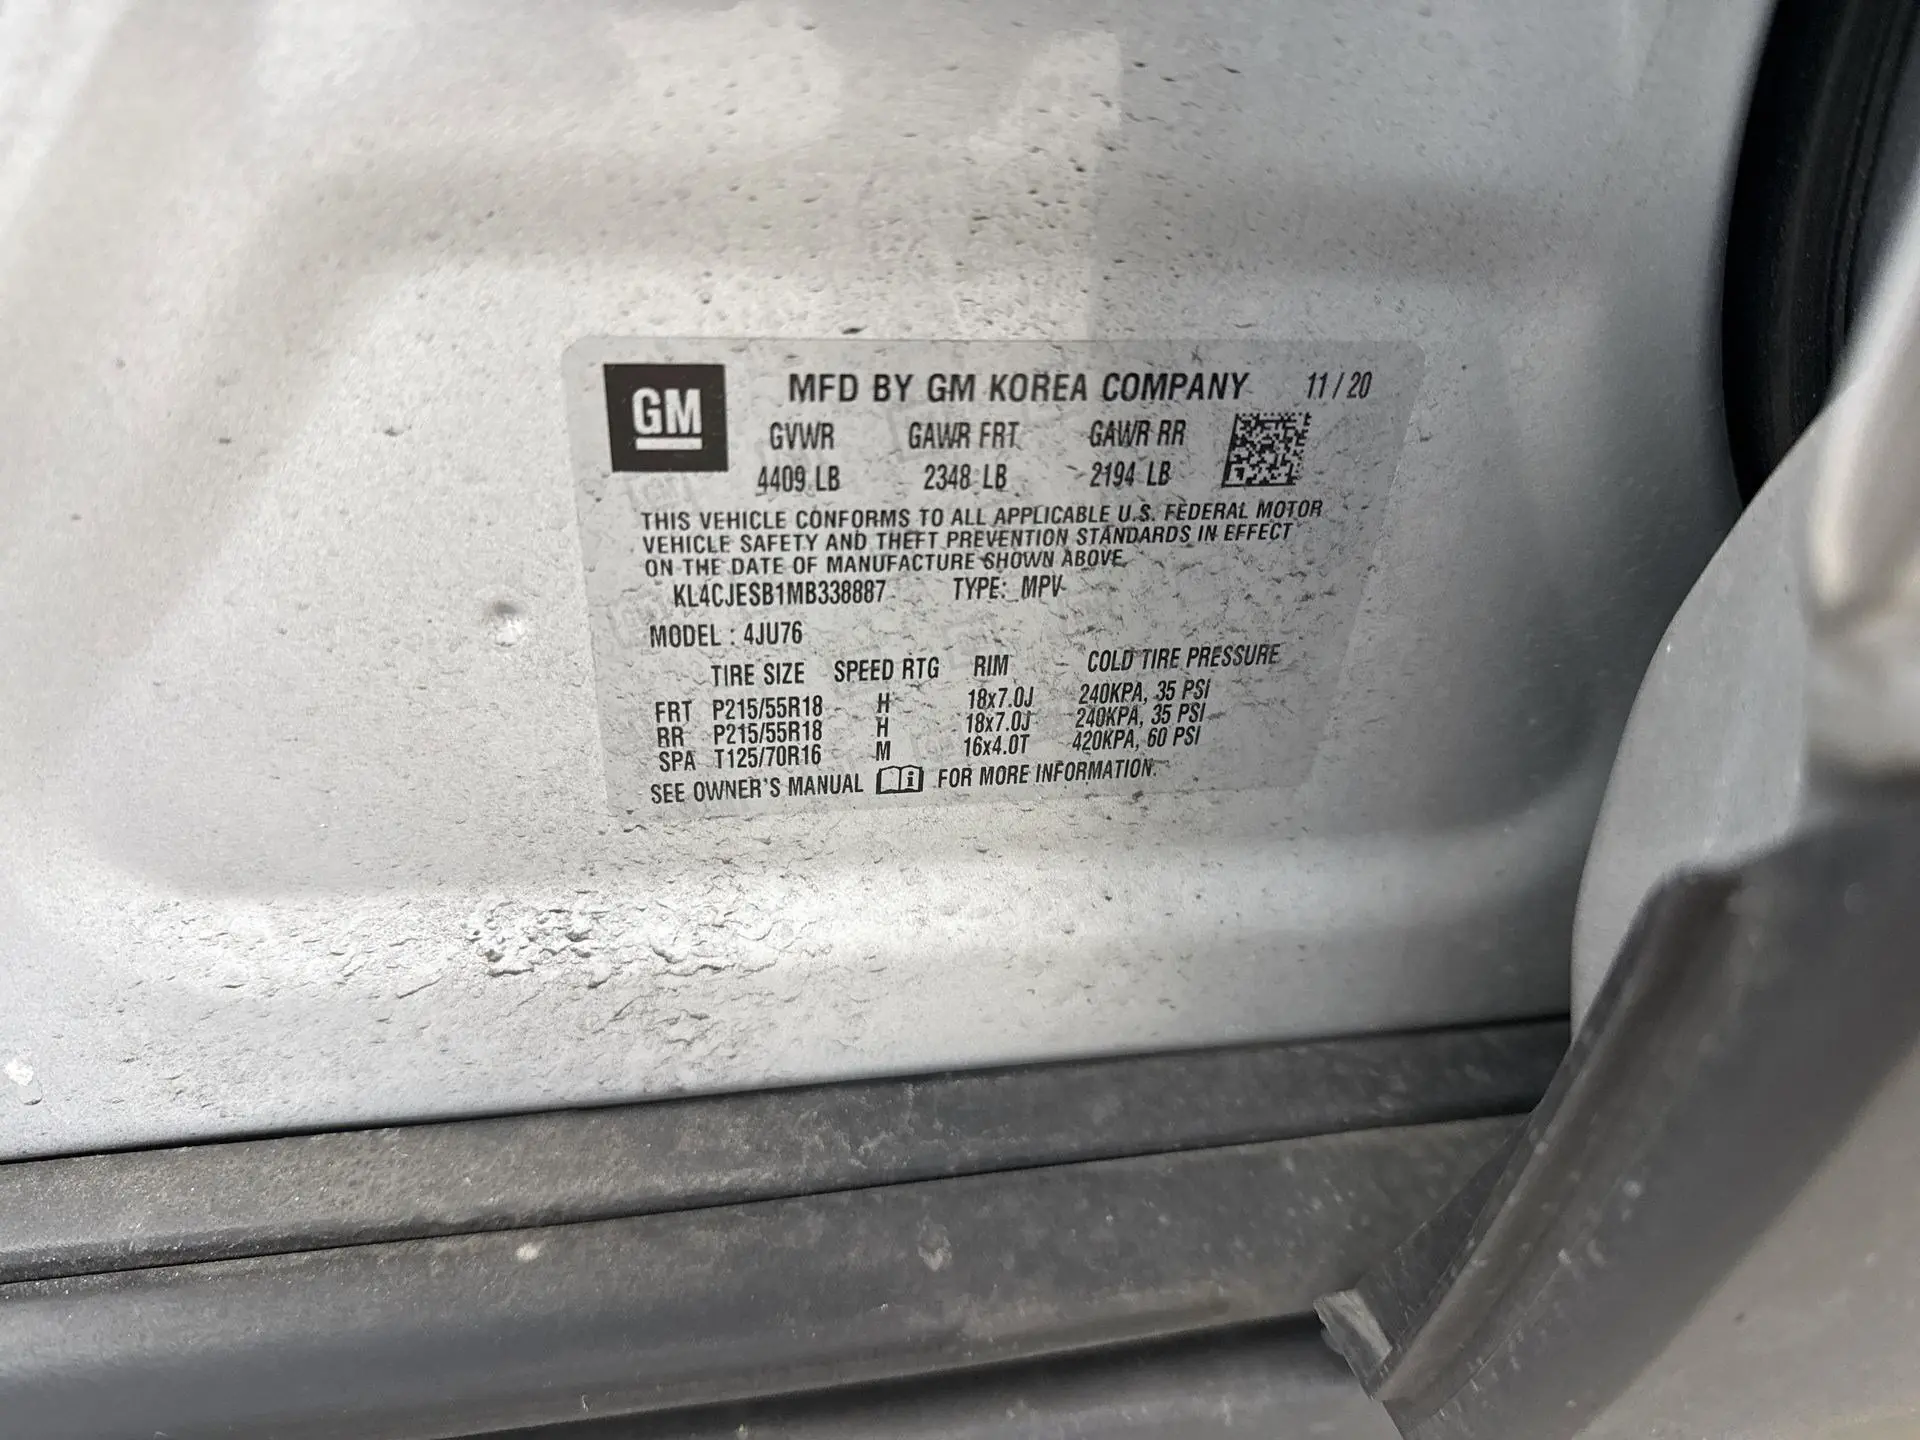 GM
MFD BY GM KOREA COMPANY 11/20
GVWR GAWR FRT GAWR RR
4409 LB 2348 LB 2194 LB
THIS VEHICLE CONFORMS TO ALL APPLICABLE U.S. FEDERAL MOTOR
VEHICLE SAFETY AND THEFT PREVENTION STANDARDS IN EFFECT
ON THE DATE OF MANUFACTURE SHOWN ABOVE.
KL4CJESB1MB338887 TYPE: MPV
MODEL : 4JU76
TIRE SIZE SPEED RTG RIM COLD TIRE PRESSURE
FRT P215/55R18 H 18x7.0J 240KPA, 35 PSI
RR P215/55R18 H 18x7.0J 240KPA, 35 PSI
SPA T125/70R16 M 16x4.0T 420KPA, 60 PSI
SEE OWNER'S MANUAL i FOR MORE INFORMATION.